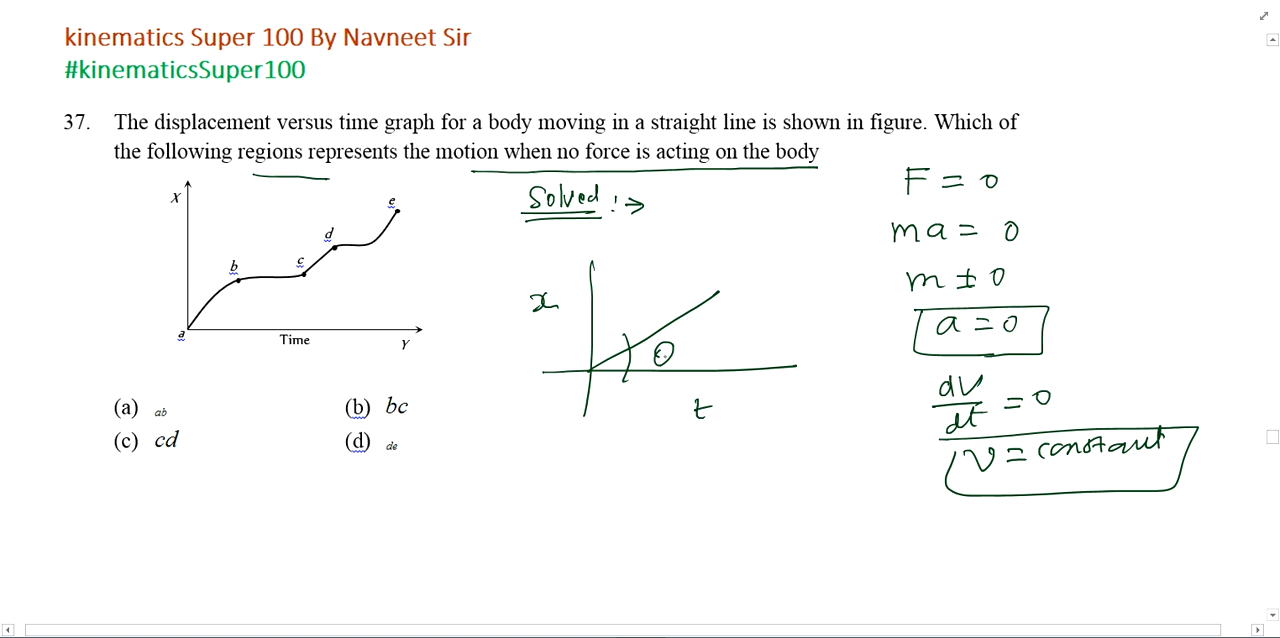 kinematics Super 100 By Navneet Sir
#kinematicsSuper100
37. The displacement versus time graph for a body moving in a straight line is shown in figure. Which of
the following regions represents the motion when no force is acting on the body
X
a
b
c
d
e
Time
Y
(a) ab
(b) bc
(c) cd
(d) de
Solved :→
x
θ
t
F = 0
ma = 0
m ≠ 0
a = 0
dv/dt = 0
v = constant